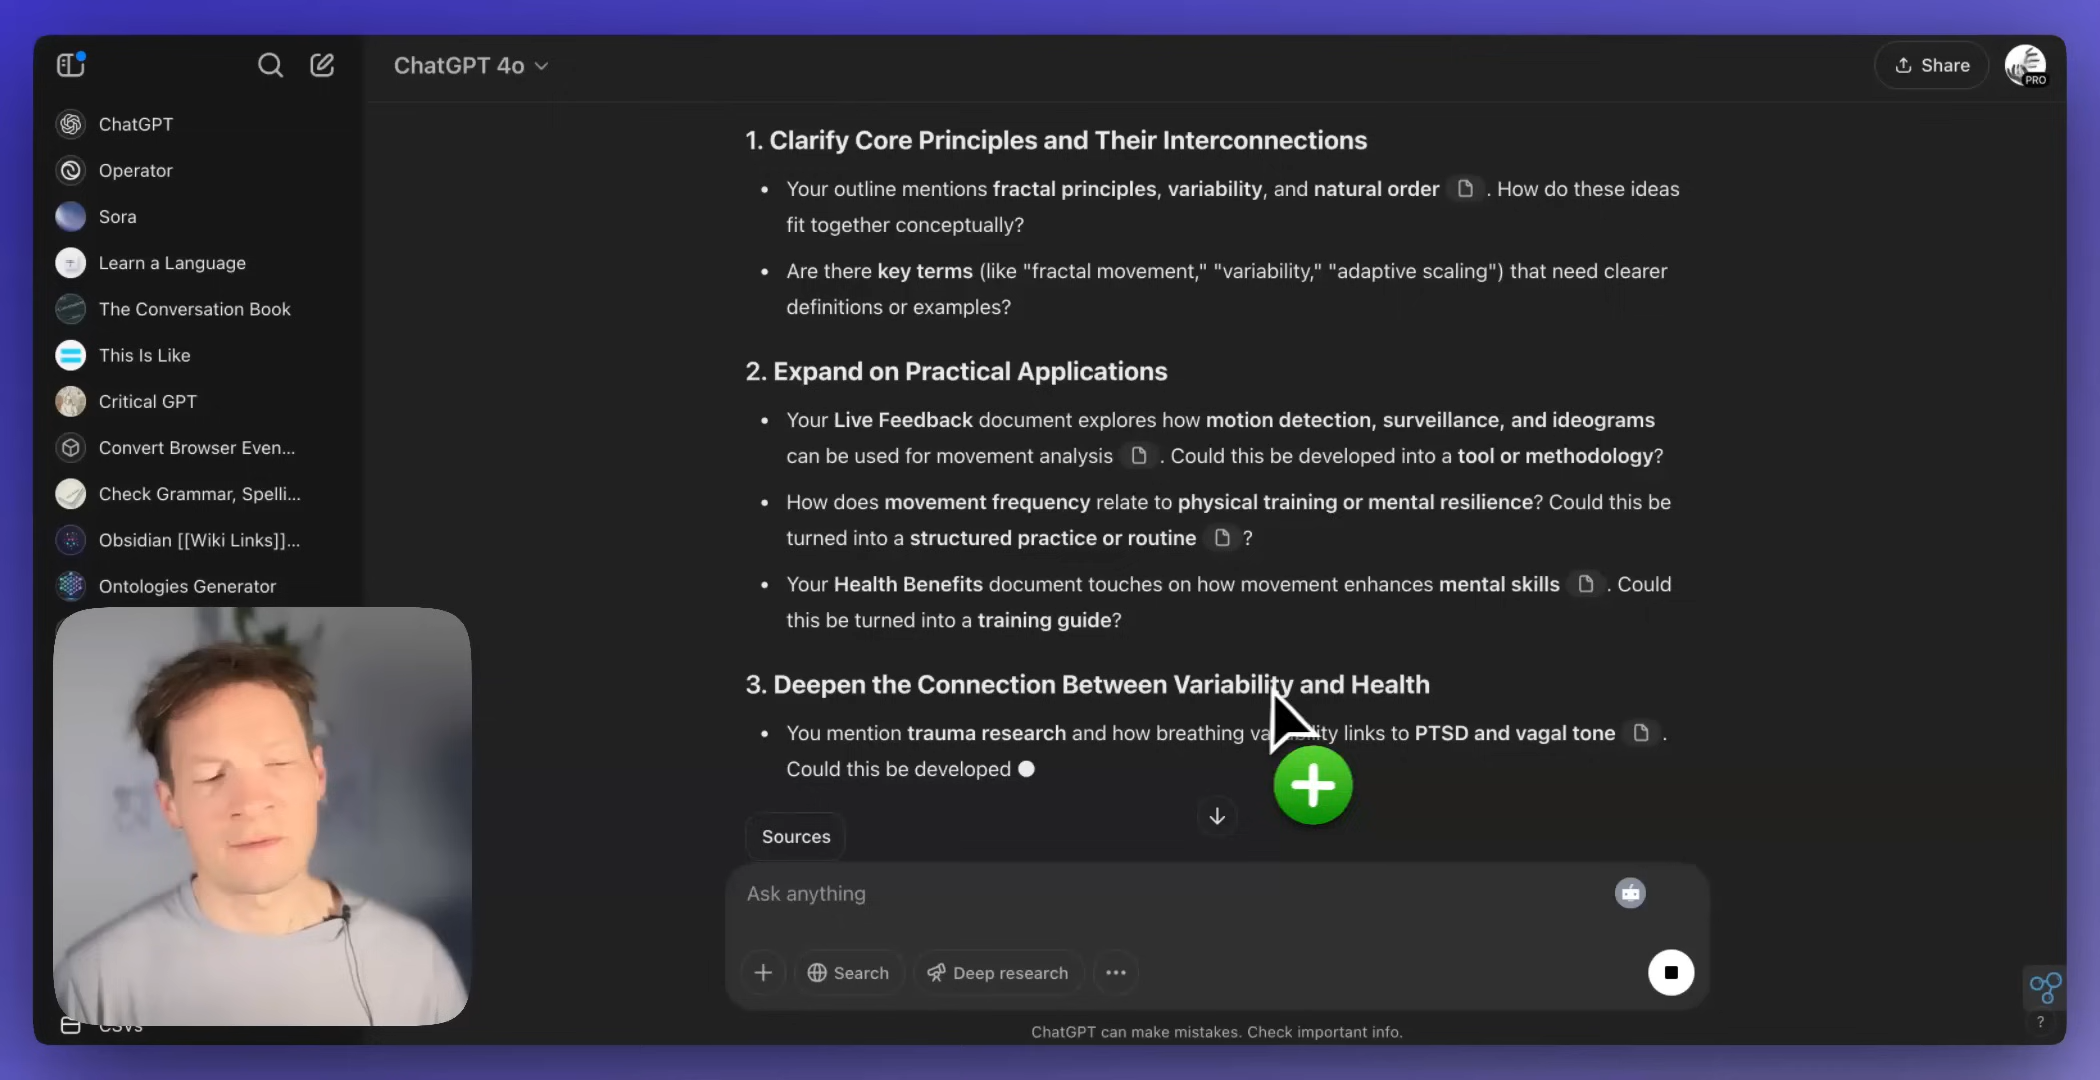 ChatGPT 4o
Share
PRO
ChatGPT
Operator
Sora
Learn a Language
The Conversation Book
This Is Like
Critical GPT
Convert Browser Even...
Check Grammar, Spelli...
Obsidian [[Wiki Links]]...
Ontologies Generator
CSVs
1. Clarify Core Principles and Their Interconnections
• Your outline mentions fractal principles, variability, and natural order . How do these ideas
fit together conceptually?
• Are there key terms (like "fractal movement," "variability," "adaptive scaling") that need clearer
definitions or examples?
2. Expand on Practical Applications
• Your Live Feedback document explores how motion detection, surveillance, and ideograms
can be used for movement analysis . Could this be developed into a tool or methodology?
• How does movement frequency relate to physical training or mental resilience? Could this be
turned into a structured practice or routine ?
• Your Health Benefits document touches on how movement enhances mental skills . Could
this be turned into a training guide?
3. Deepen the Connection Between Variability and Health
• You mention trauma research and how breathing variability links to PTSD and vagal tone .
Could this be developed
Sources
Ask anything
Search
Deep research
ChatGPT can make mistakes. Check important info.
?